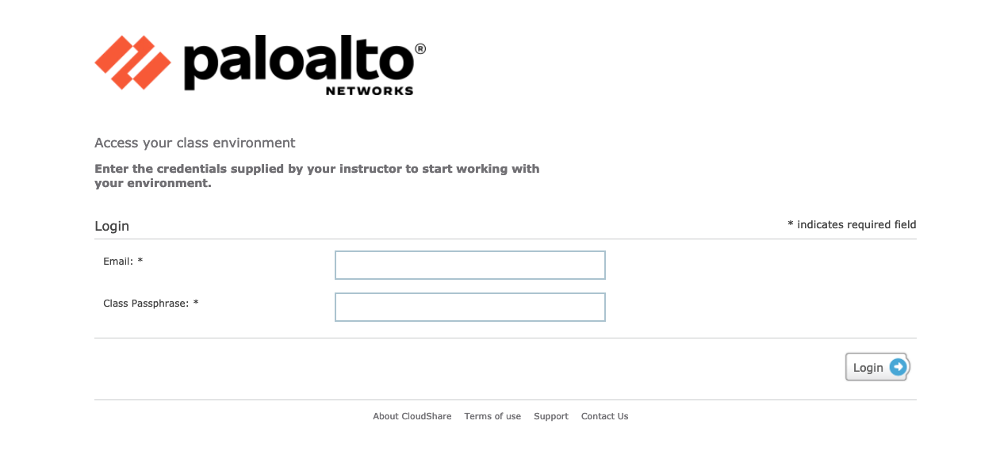 paloalto®
NETWORKS
Access your class environment
Enter the credentials supplied by your instructor to start working with
your environment.
Login
* indicates required field
Email: *
Class Passphrase: *
Login
About CloudShare Terms of use Support Contact Us